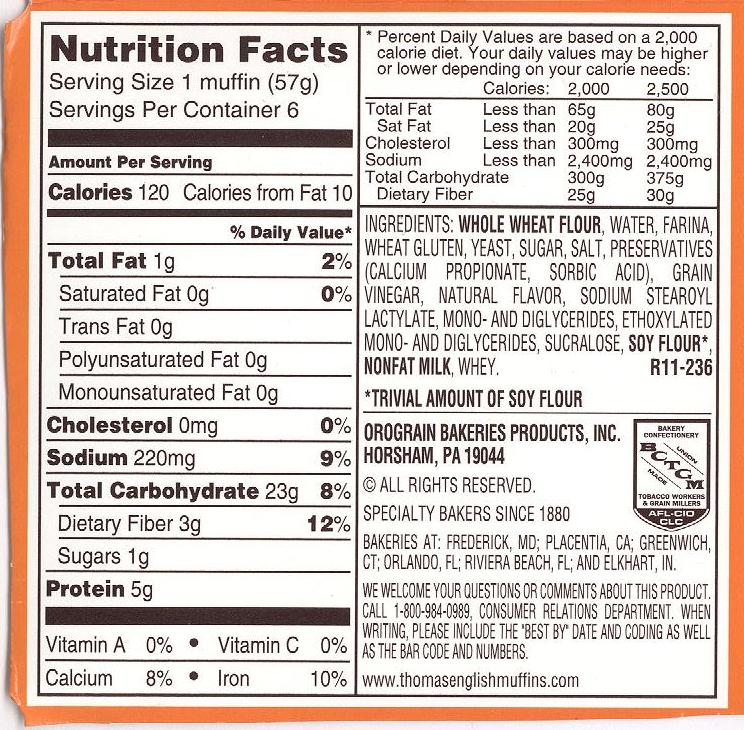 Nutrition Facts
Serving Size 1 muffin (57g)
Servings Per Container 6
Amount Per Serving
Calories 120 Calories from Fat 10
% Daily Value*
Total Fat 1g 2%
Saturated Fat 0g 0%
Trans Fat 0g
Polyunsaturated Fat 0g
Monounsaturated Fat 0g
Cholesterol 0mg 0%
Sodium 220mg 9%
Total Carbohydrate 23g 8%
Dietary Fiber 3g 12%
Sugars 1g
Protein 5g
Vitamin A 0% • Vitamin C 0%
Calcium 8% • Iron 10%
* Percent Daily Values are based on a 2,000
calorie diet. Your daily values may be higher
or lower depending on your calorie needs:
Calories: 2,000 2,500
Total Fat Less than 65g 80g
Sat Fat Less than 20g 25g
Cholesterol Less than 300mg 300mg
Sodium Less than 2,400mg 2,400mg
Total Carbohydrate 300g 375g
Dietary Fiber 25g 30g
INGREDIENTS: WHOLE WHEAT FLOUR, WATER, FARINA,
WHEAT GLUTEN, YEAST, SUGAR, SALT, PRESERVATIVES
(CALCIUM PROPIONATE, SORBIC ACID), GRAIN
VINEGAR, NATURAL FLAVOR, SODIUM STEAROYL
LACTYLATE, MONO- AND DIGLYCERIDES, ETHOXYLATED
MONO- AND DIGLYCERIDES, SUCRALOSE, SOY FLOUR*,
NONFAT MILK, WHEY. R11-236
*TRIVIAL AMOUNT OF SOY FLOUR
OROGRAIN BAKERIES PRODUCTS, INC.
HORSHAM, PA 19044
© ALL RIGHTS RESERVED.
SPECIALTY BAKERS SINCE 1880
BAKERY
CONFECTIONERY
UNION
BCTGM
MADE
TOBACCO WORKERS
& GRAIN MILLERS
AFL-CIO
CLC
BAKERIES AT: FREDERICK, MD; PLACENTIA, CA; GREENWICH,
CT; ORLANDO, FL; RIVIERA BEACH, FL; AND ELKHART, IN.
WE WELCOME YOUR QUESTIONS OR COMMENTS ABOUT THIS PRODUCT.
CALL 1-800-984-0989, CONSUMER RELATIONS DEPARTMENT. WHEN
WRITING, PLEASE INCLUDE THE "BEST BY" DATE AND CODING AS WELL
AS THE BAR CODE AND NUMBERS.
www.thomasenglishmuffins.com